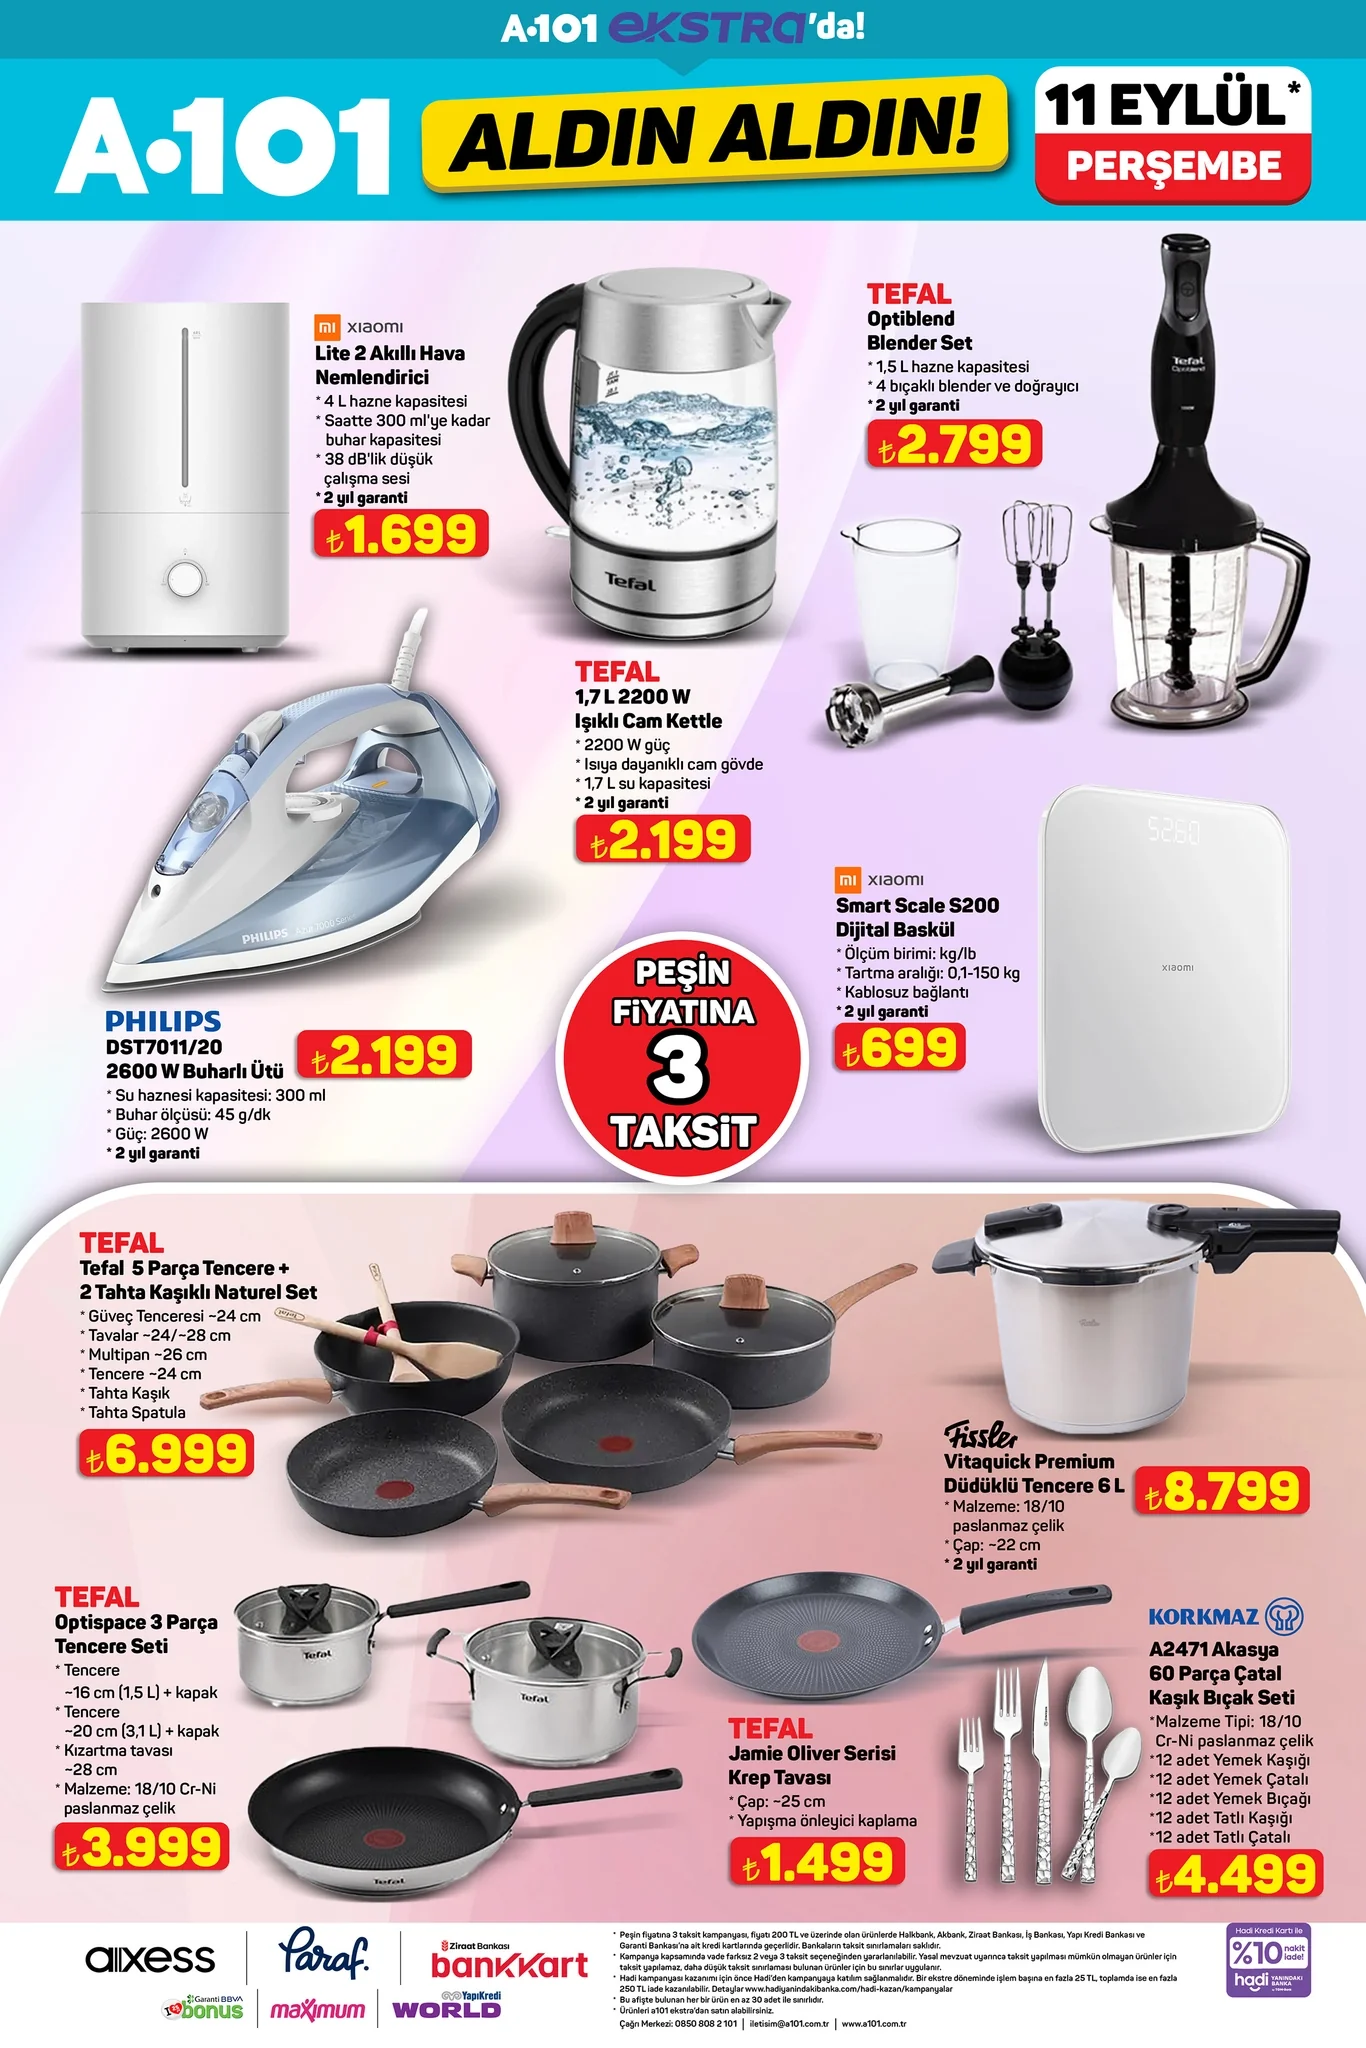 A•101 EKSTRA'da!
A•101
ALDIN ALDIN!
11 EYLÜL*
PERŞEMBE
mi xiaomi
Lite 2 Akıllı Hava
Nemlendirici
* 4 L hazne kapasitesi
* Saatte 300 ml'ye kadar
buhar kapasitesi
* 38 dB'lik düşük
çalışma sesi
* 2 yıl garanti
₺1.699
Tefal
TEFAL
1,7 L 2200 W
Işıklı Cam Kettle
* 2200 W güç
* Isıya dayanıklı cam gövde
* 1,7 L su kapasitesi
* 2 yıl garanti
₺2.199
TEFAL
Optiblend
Blender Set
* 1,5 L hazne kapasitesi
* 4 bıçaklı blender ve doğrayıcı
* 2 yıl garanti
₺2.799
Tefal
Optiblend
PHILIPS Azur 7000 Series
PHILIPS
DST7011/20
2600 W Buharlı Ütü
₺2.199
* Su haznesi kapasitesi: 300 ml
* Buhar ölçüsü: 45 g/dk
* Güç: 2600 W
* 2 yıl garanti
PEŞİN
FİYATINA
3
TAKSİT
mi xiaomi
Smart Scale S200
Dijital Baskül
* Ölçüm birimi: kg/lb
* Tartma aralığı: 0,1-150 kg
* Kablosuz bağlantı
* 2 yıl garanti
₺699
52.60
xiaomi
TEFAL
Tefal 5 Parça Tencere +
2 Tahta Kaşıklı Naturel Set
* Güveç Tenceresi ~24 cm
* Tavalar ~24/~28 cm
* Multipan ~26 cm
* Tencere ~24 cm
* Tahta Kaşık
* Tahta Spatula
₺6.999
Tefal
Fissler
Fissler
Vitaquick Premium
Düdüklü Tencere 6 L
* Malzeme: 18/10
paslanmaz çelik
* Çap: ~22 cm
* 2 yıl garanti
₺8.799
TEFAL
Optispace 3 Parça
Tencere Seti
* Tencere
~16 cm (1,5 L) + kapak
* Tencere
~20 cm (3,1 L) + kapak
* Kızartma tavası
~28 cm
* Malzeme: 18/10 Cr-Ni
paslanmaz çelik
₺3.999
Tefal
Tefal
Tefal
TEFAL
Jamie Oliver Serisi
Krep Tavası
* Çap: ~25 cm
* Yapışma önleyici kaplama
₺1.499
KORKMAZ
A2471 Akasya
60 Parça Çatal
Kaşık Bıçak Seti
*Malzeme Tipi: 18/10
Cr-Ni paslanmaz çelik
*12 adet Yemek Kaşığı
*12 adet Yemek Çatalı
*12 adet Yemek Bıçağı
*12 adet Tatlı Kaşığı
*12 adet Tatlı Çatalı
₺4.499
axess
Paraf.
Ziraat Bankası
bankkart
Garanti BBVA
bonus
maximum
YapıKredi
WORLD
* Peşin fiyatına 3 taksit kampanyası, fiyatı 200 TL ve üzerinde olan ürünlerde Halkbank, Akbank, Ziraat Bankası, İş Bankası, Yapı Kredi Bankası ve
Garanti Bankası'na ait kredi kartlarında geçerlidir. Bankaların taksit sınırlamaları saklıdır.
* Kampanya kapsamında vade farksız 2 veya 3 taksit seçeneğinden yararlanılabilir. Yasal mevzuat uyarınca taksit yapılması mümkün olmayan ürünler için
taksit yapılamaz, daha düşük taksit sınırlaması bulunan ürünler için bu sınırlar uygulanır.
* Hadi kampanyası kazanımı için önce Hadi'den kampanyaya katılım sağlanmalıdır. Bir ekstre döneminde işlem başına en fazla 25 TL, toplamda ise en fazla
250 TL iade kazanılabilir. Detaylar www.hadiyanindakibanka.com/hadi-kazan/kampanyalar
* Bu afişte bulunan her bir ürün en az 30 adet ile sınırlıdır.
* Ürünleri a101 ekstra'dan satın alabilirsiniz.
Çağrı Merkezi: 0850 808 2 101 | iletisim@a101.com.tr | www.a101.com.tr
Hadi Kredi Kartı ile
%10 nakit
iade!
hadi YANINDAKİ
BANKA